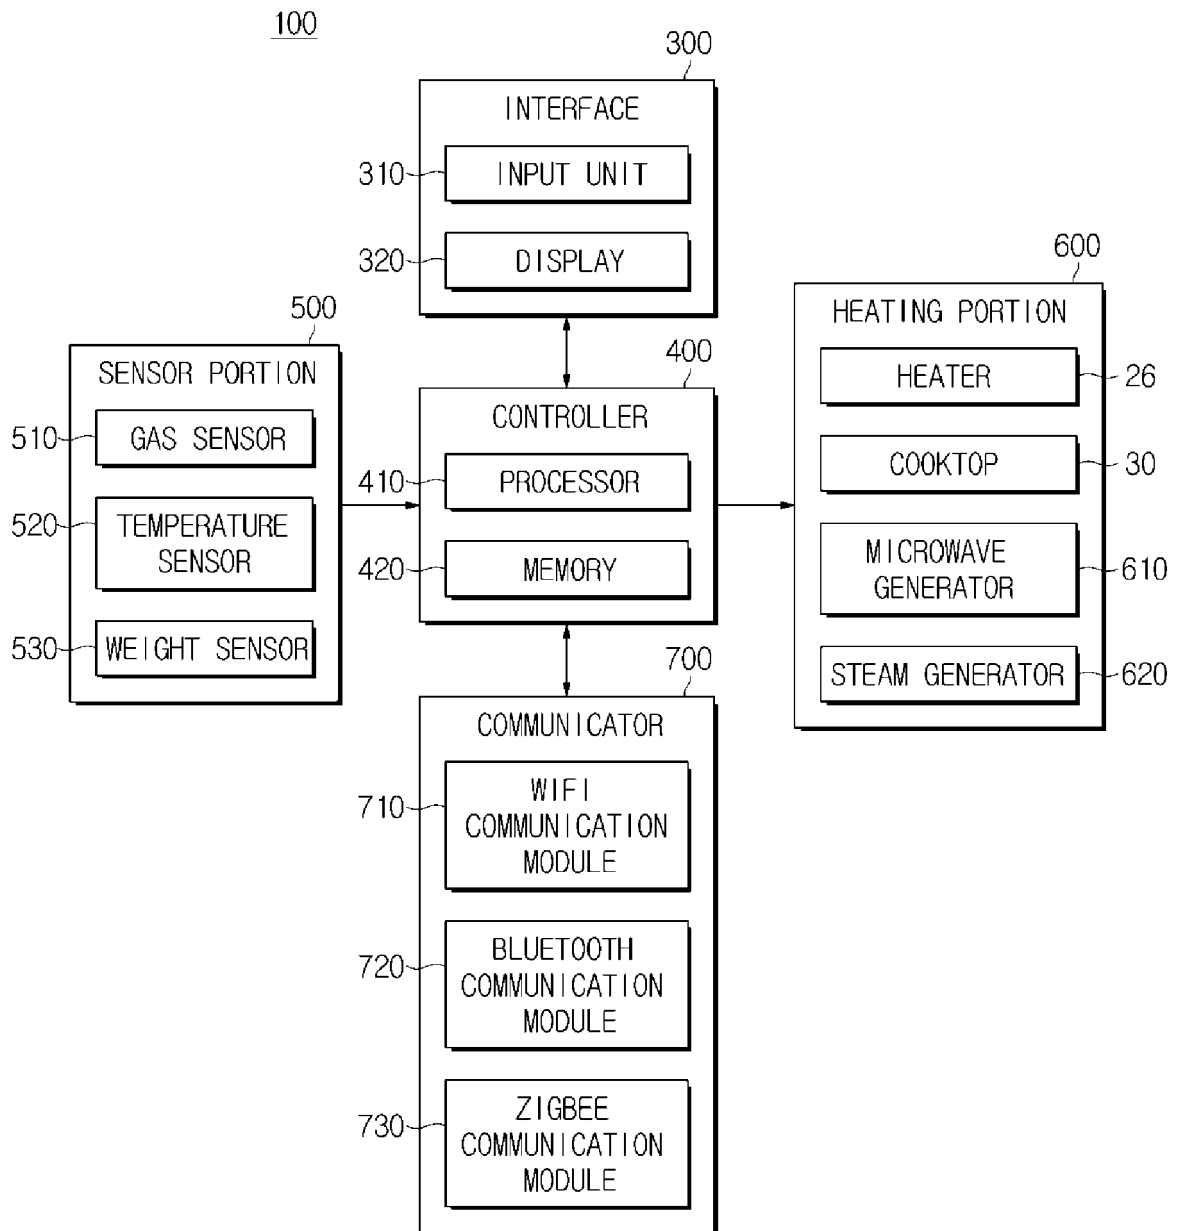 100
300
INTERFACE
310
INPUT UNIT
320
DISPLAY
500
SENSOR PORTION
510
GAS SENSOR
520
TEMPERATURE
SENSOR
530
WEIGHT SENSOR
400
CONTROLLER
410
PROCESSOR
420
MEMORY
600
HEATING PORTION
HEATER
26
COOKTOP
30
MICROWAVE
GENERATOR
610
STEAM GENERATOR
620
700
COMMUNICATOR
710
WIFI
COMMUNICATION
MODULE
720
BLUETOOTH
COMMUNICATION
MODULE
730
ZIGBEE
COMMUNICATION
MODULE